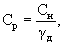 Cр = Cн / γд,